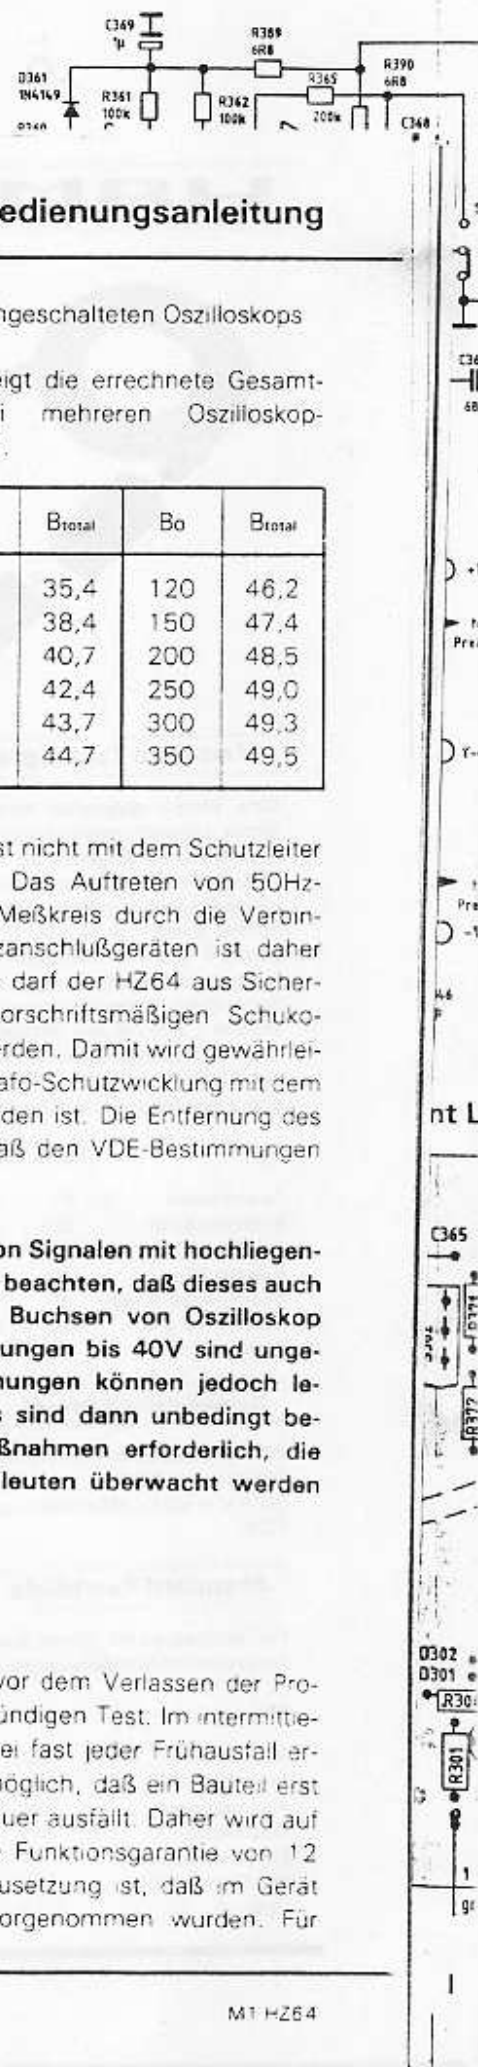 C369
1µ
R389
6R8
R390
6R8
D361
1N4149
R361
100k
R362
100k
R365
200k
C368
edienungsanleitung
ngeschalteten Oszilloskops
eigt die errechnete Gesamt-
i mehreren Oszilloskop-
Btotal Bo Btotal
35,4 120 46,2
38,4 150 47,4
40,7 200 48,5
42,4 250 49,0
43,7 300 49,3
44,7 350 49,5
st nicht mit dem Schutzleiter
Das Auftreten von 50Hz-
Meßkreis durch die Verbin-
zanschlußgeräten ist daher
darf der HZ64 aus Sicher-
orschriftsmäßigen Schuko-
erden. Damit wird gewährlei-
afo-Schutzwicklung mit dem
den ist. Die Entfernung des
aß den VDE-Bestimmungen
on Signalen mit hochliegen-
beachten, daß dieses auch
Buchsen von Oszilloskop
ungen bis 40V sind unge-
nungen können jedoch le-
s sind dann unbedingt be-
ßnahmen erforderlich, die
leuten überwacht werden
vor dem Verlassen der Pro-
ündigen Test. Im intermittie-
ei fast jeder Frühausfall er-
nöglich, daß ein Bauteil erst
uer ausfällt. Daher wird auf
e Funktionsgarantie von 12
usetzung ist, daß im Gerät
orgenommen wurden. Für
M1 HZ64
nt L
C365
R377
D302
D301
R301
1
gr